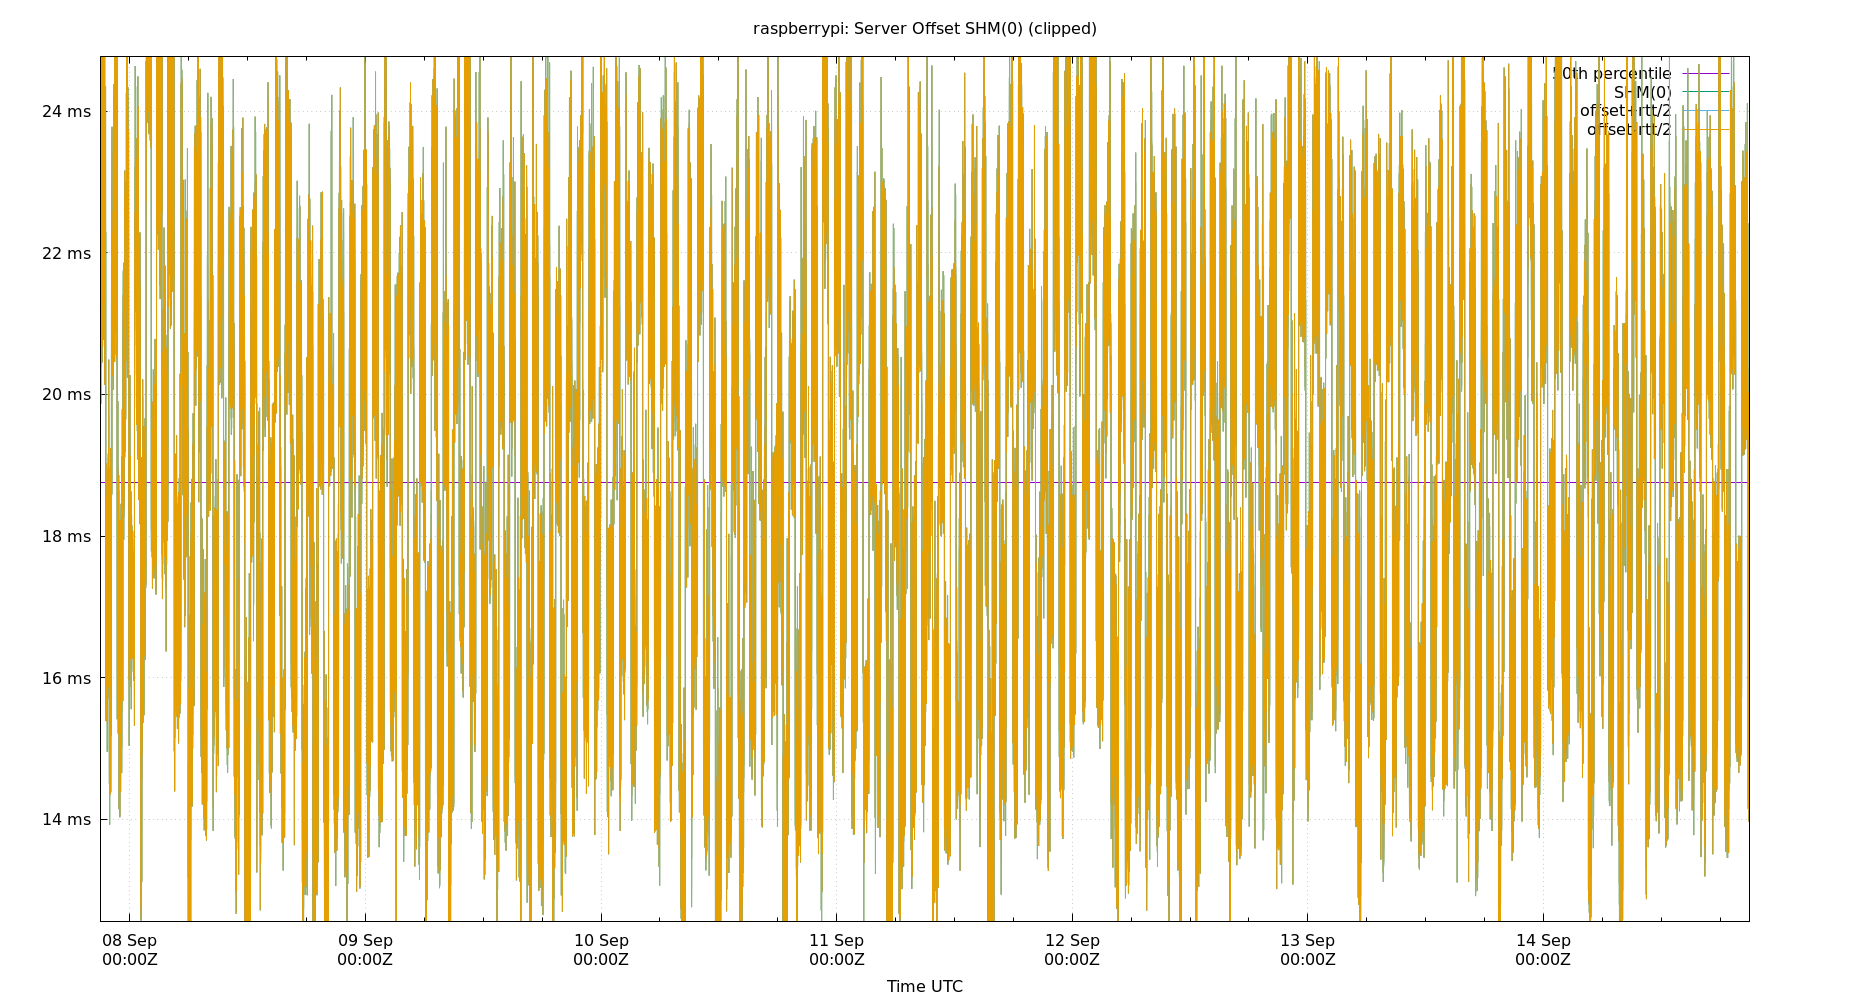 raspberrypi: Server Offset SHM(0) (clipped)
50th percentile
SHM(0)
offset+rtt/2
offset-rtt/2
24 ms
22 ms
20 ms
18 ms
16 ms
14 ms
08 Sep 09 Sep 10 Sep 11 Sep 12 Sep 13 Sep 14 Sep
00:00Z 00:00Z 00:00Z 00:00Z 00:00Z 00:00Z 00:00Z
Time UTC